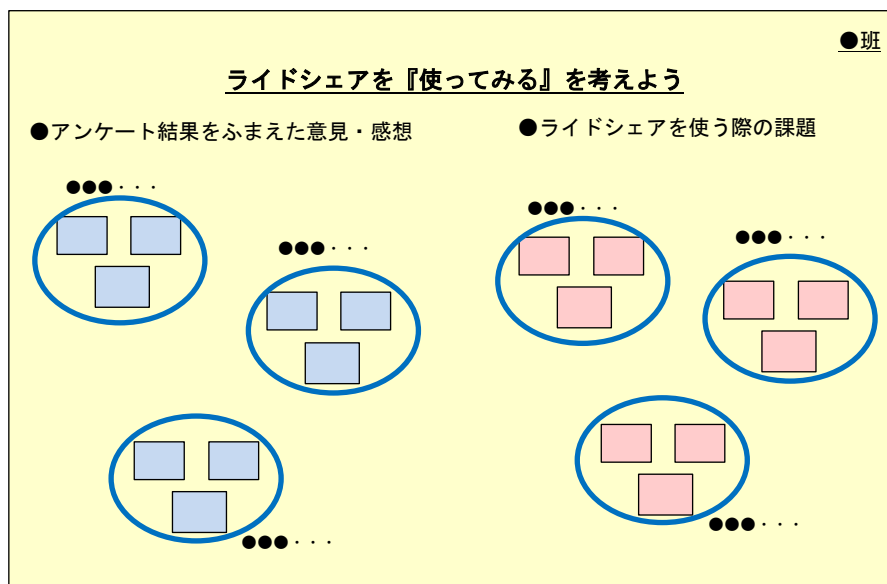 ●班
ライドシェアを『使ってみる』を考えよう
●アンケート結果をふまえた意見・感想
●●●・・・
●●●・・・
●●●・・・
●ライドシェアを使う際の課題
●●●・・・
●●●・・・
●●●・・・